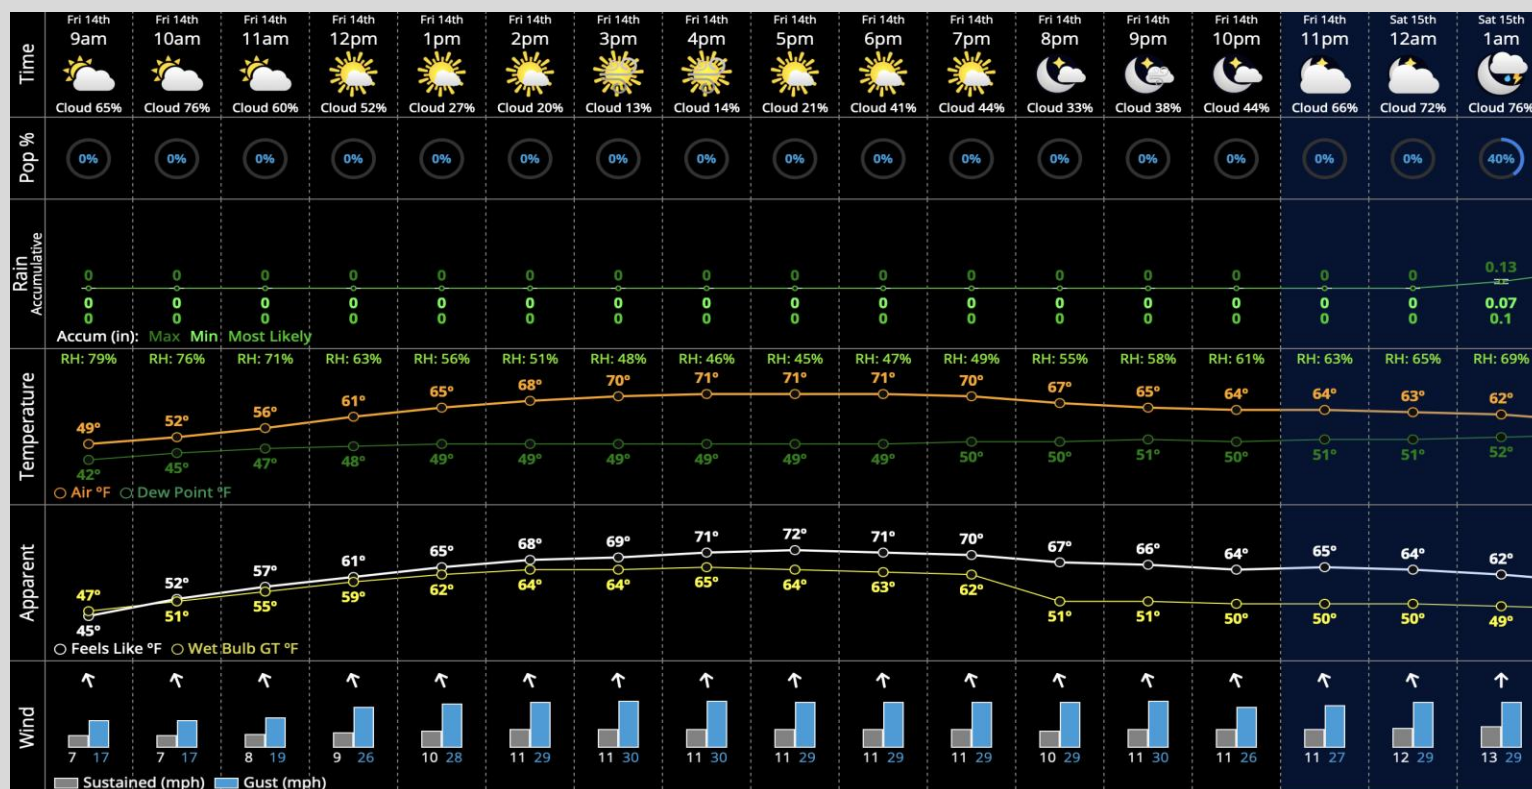 Time
Fri 14th Fri 14th Fri 14th Fri 14th Fri 14th Fri 14th Fri 14th Fri 14th Fri 14th Fri 14th Fri 14th Fri 14th Fri 14th Fri 14th Fri 14th Sat 15th Sat 15th
9am 10am 11am 12pm 1pm 2pm 3pm 4pm 5pm 6pm 7pm 8pm 9pm 10pm 11pm 12am 1am
Cloud 65% Cloud 76% Cloud 60% Cloud 52% Cloud 27% Cloud 20% Cloud 13% Cloud 14% Cloud 21% Cloud 41% Cloud 44% Cloud 33% Cloud 38% Cloud 44% Cloud 66% Cloud 72% Cloud 76%
Pop %
0% 0% 0% 0% 0% 0% 0% 0% 0% 0% 0% 0% 0% 0% 0% 0% 40%
Rain
Accumulative
0 0 0 0 0 0 0 0 0 0 0 0 0 0 0 0 0.13
0 0 0 0 0 0 0 0 0 0 0 0 0 0 0 0 0.07
0 0 0 0 0 0 0 0 0 0 0 0 0 0 0 0 0.1
Accum (in): Max Min Most Likely
Temperature
RH: 79% RH: 76% RH: 71% RH: 63% RH: 56% RH: 51% RH: 48% RH: 46% RH: 45% RH: 47% RH: 49% RH: 55% RH: 58% RH: 61% RH: 63% RH: 65% RH: 69%
49° 52° 56° 61° 65° 68° 70° 71° 71° 71° 70° 67° 65° 64° 64° 63° 62°
42° 45° 47° 48° 49° 49° 49° 49° 49° 49° 50° 50° 51° 50° 51° 51° 52°
Air ºF Dew Point ºF
Apparent
47° 52° 57° 61° 65° 68° 69° 71° 72° 71° 70° 67° 66° 64° 65° 64° 62°
45° 51° 55° 59° 62° 64° 64° 65° 64° 63° 62° 51° 51° 50° 50° 50° 49°
Feels Like ºF Wet Bulb GT ºF
Wind
7 17 7 17 8 19 9 26 10 28 11 29 11 30 11 30 11 29 11 29 11 29 10 29 11 30 11 26 11 27 12 29 13 29
Sustained (mph) Gust (mph)